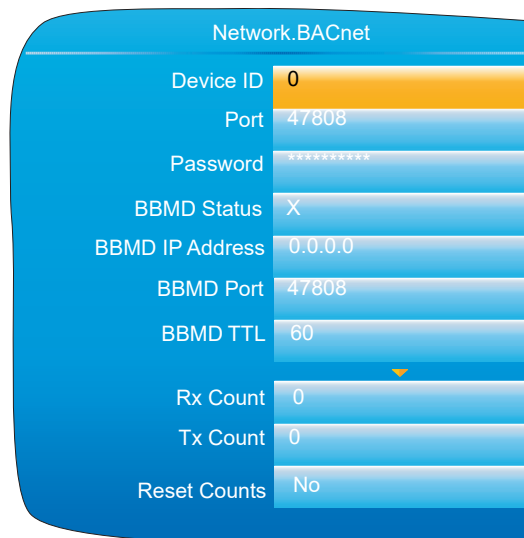 Network.BACnet
Device ID 0
Port 47808
Password **********
BBMD Status X
BBMD IP Address 0.0.0.0
BBMD Port 47808
BBMD TTL 60
Rx Count 0
Tx Count 0
Reset Counts No